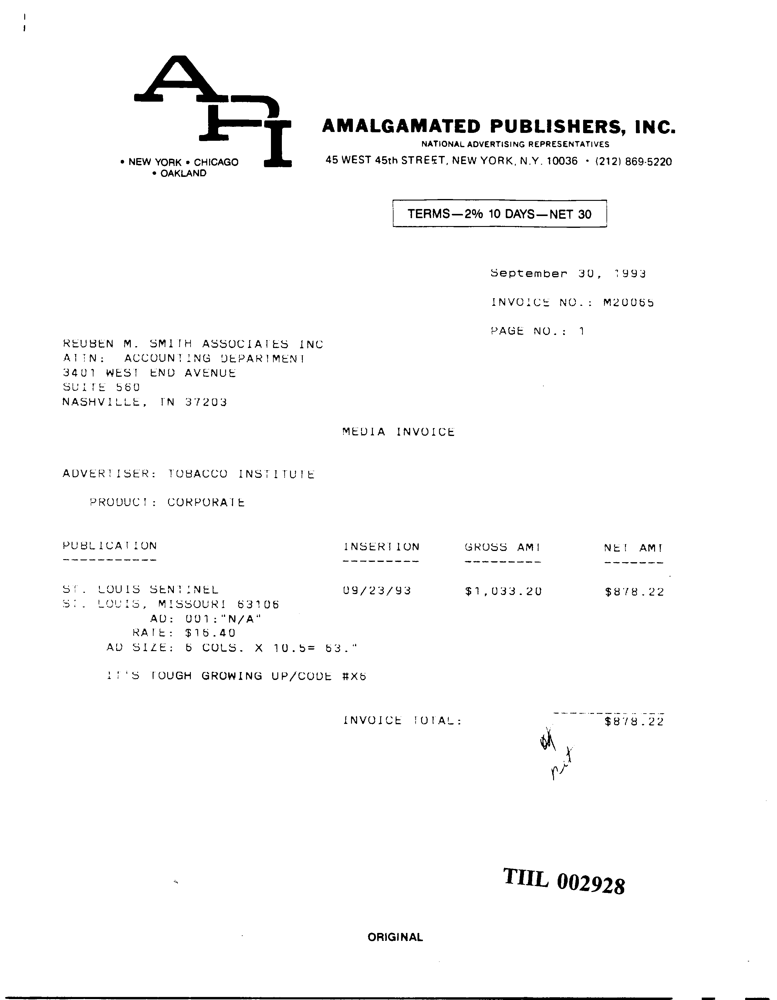 API
• NEW YORK • CHICAGO
• OAKLAND
AMALGAMATED PUBLISHERS, INC.
NATIONAL ADVERTISING REPRESENTATIVES
45 WEST 45th STREET, NEW YORK, N.Y. 10036 • (212) 869-5220
TERMS—2% 10 DAYS—NET 30
September 30, 1993
INVOICE NO.: M20065
PAGE NO.: 1
REUBEN M. SMITH ASSOCIATES INC
ATTN: ACCOUNTING DEPARTMENT
3401 WEST END AVENUE
SUITE 560
NASHVILLE, TN 37203
MEDIA INVOICE
ADVERTISER: TOBACCO INSTITUTE
PRODUCT: CORPORATE
PUBLICATION INSERTION GROSS AMT NET AMT
----------- --------- --------- -------
ST. LOUIS SENTINEL 09/23/93 $1,033.20 $878.22
ST. LOUIS, MISSOURI 63106
AD: 001:"N/A"
RATE: $16.40
AD SIZE: 6 COLS. X 10.5= 63."
IT'S TOUGH GROWING UP/CODE #X6
INVOICE TOTAL: $878.22
TIIL 002928
ORIGINAL